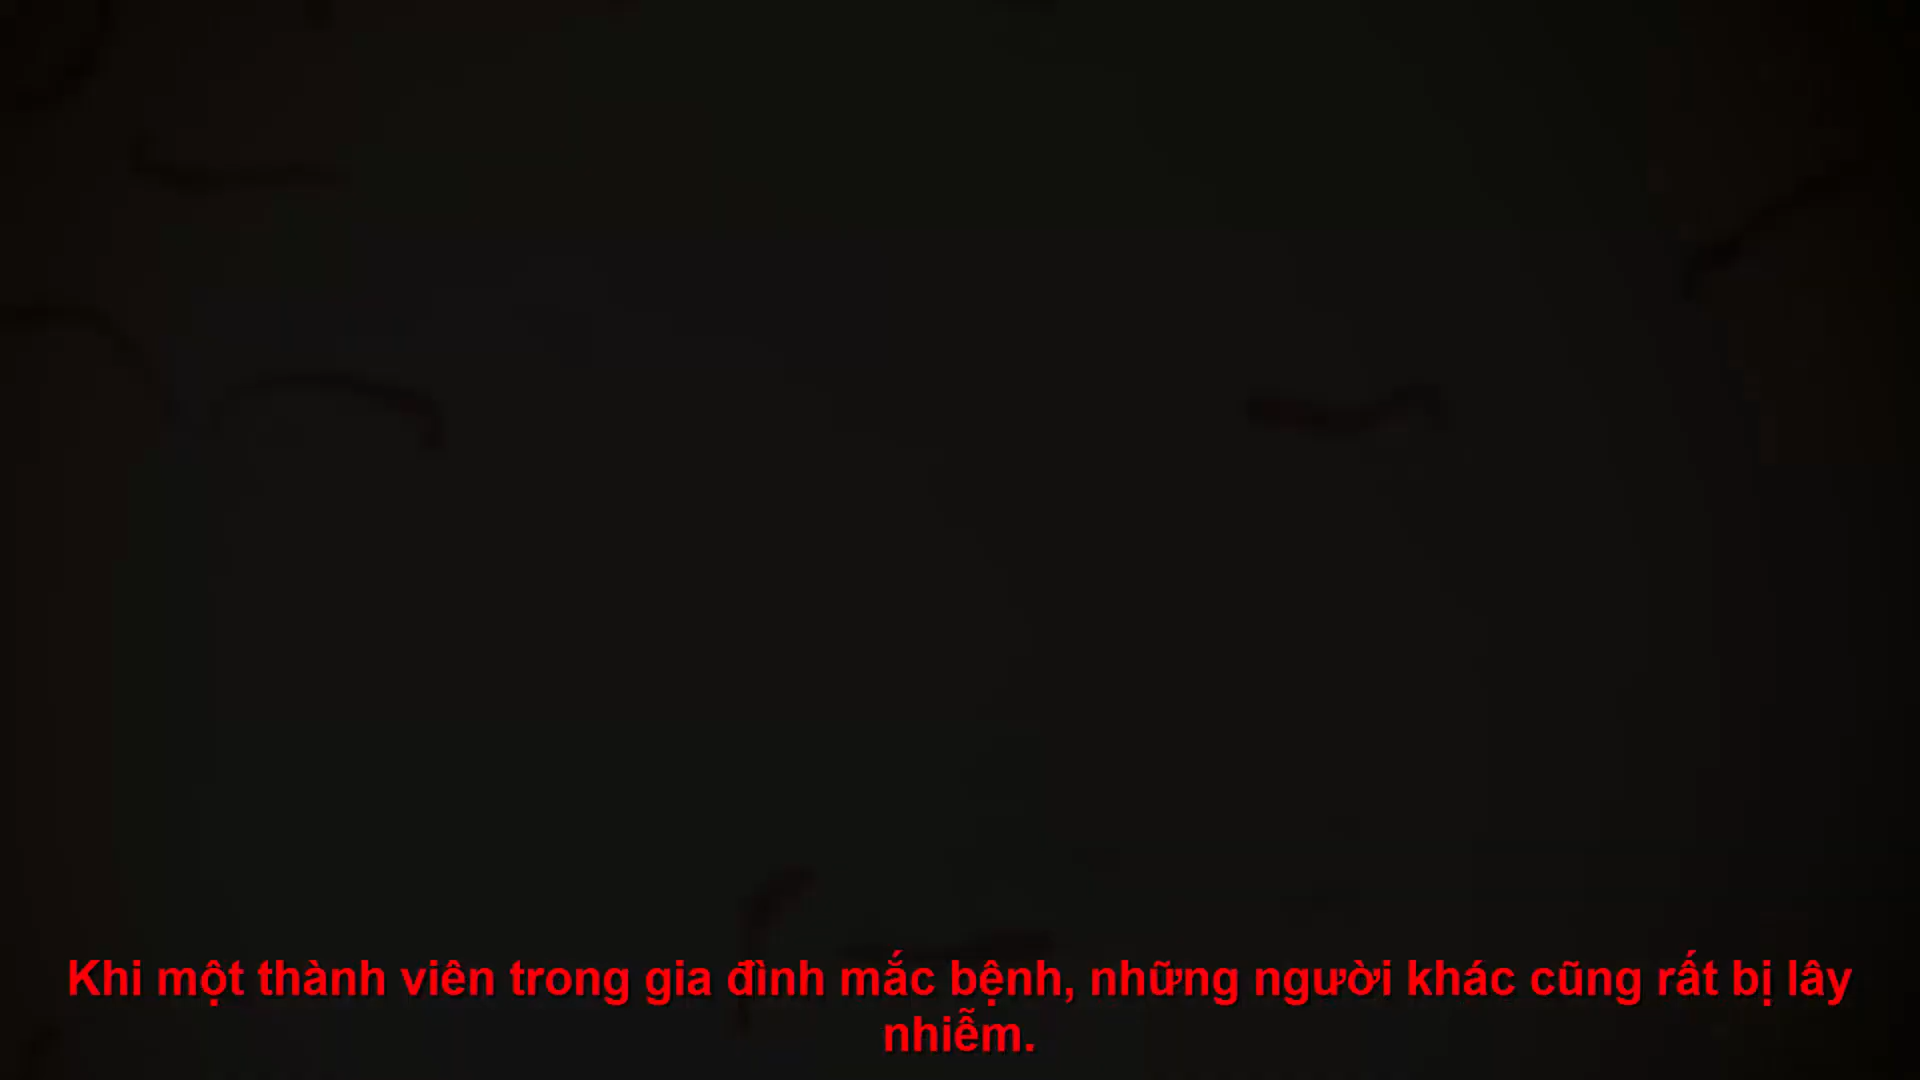 Khi một thành viên trong gia đình mắc bệnh, những người khác cũng rất bị lây
nhiễm.